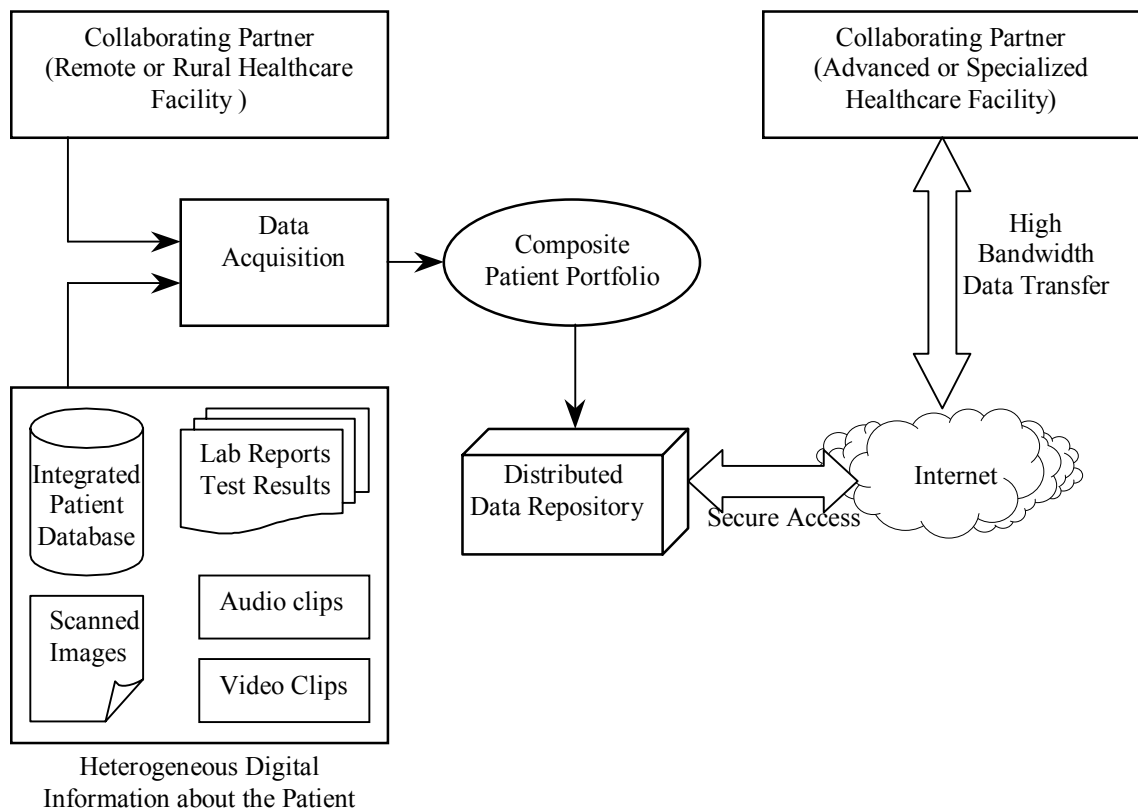 Collaborating Partner
(Remote or Rural Healthcare
Facility )
Collaborating Partner
(Advanced or Specialized
Healthcare Facility)
Data
Acquisition
Composite
Patient Portfolio
High
Bandwidth
Data Transfer
Integrated
Patient
Database
Lab Reports
Test Results
Scanned
Images
Audio clips
Video Clips
Distributed
Data Repository
Secure Access
Internet
Heterogeneous Digital
Information about the Patient